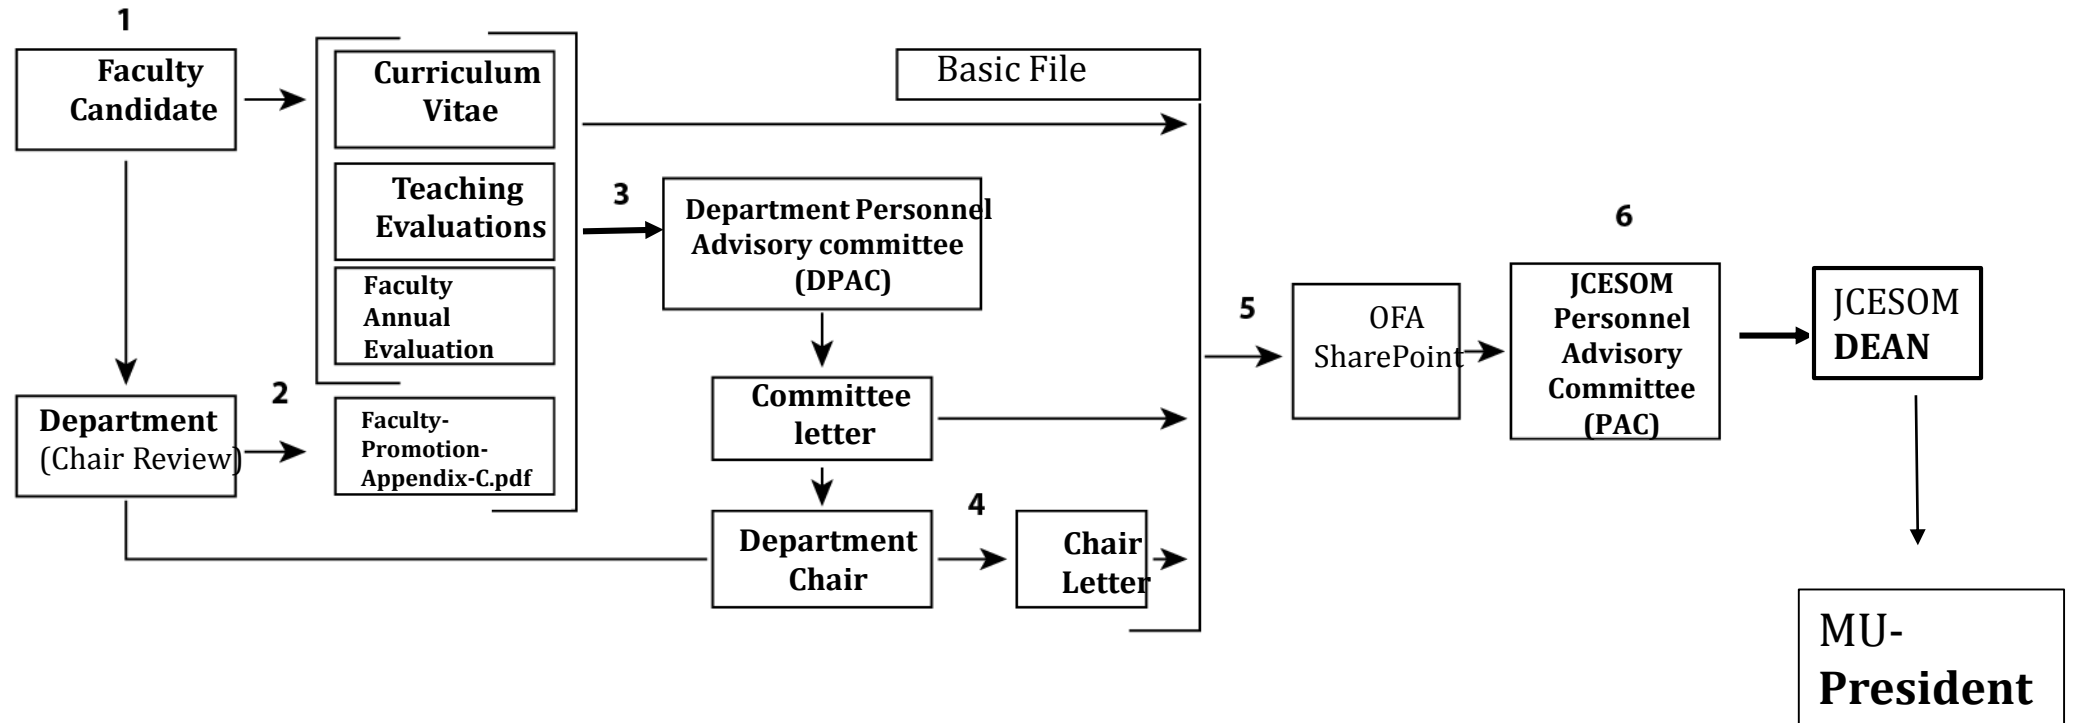 1
Faculty
Candidate
Curriculum
Vitae
Teaching
Evaluations
Faculty
Annual
Evaluation
2
Department
(Chair Review)
Faculty-
Promotion-
Appendix-C.pdf
3
Department Personnel
Advisory committee
(DPAC)
Committee
letter
Department
Chair
4
Chair
Letter
Basic File
5
OFA
SharePoint
6
JCESOM
Personnel
Advisory
Committee
(PAC)
JCESOM
DEAN
MU-
President